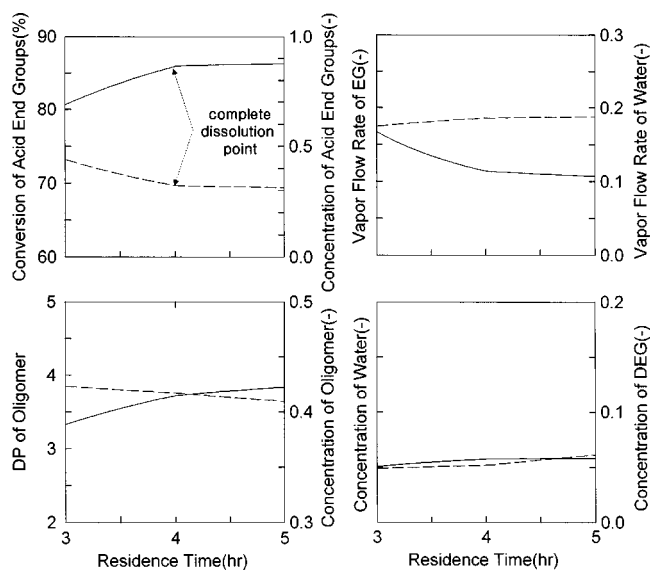 Conversion of Acid End Groups(%)
90
80
70
60
complete
dissolution
point
1.0
0.5
0.0
Concentration of Acid End Groups(-)
Vapor Flow Rate of EG(-)
0.3
0.2
0.1
0.0
Vapor Flow Rate of Water(-)
DP of Oligomer
5
4
3
2
0.5
0.4
0.3
Concentration of Oligomer(-)
3 4 5
Residence Time(hr)
Concentration of Water(-)
0.2
0.1
0.0
Concentration of DEG(-)
3 4 5
Residence Time(hr)